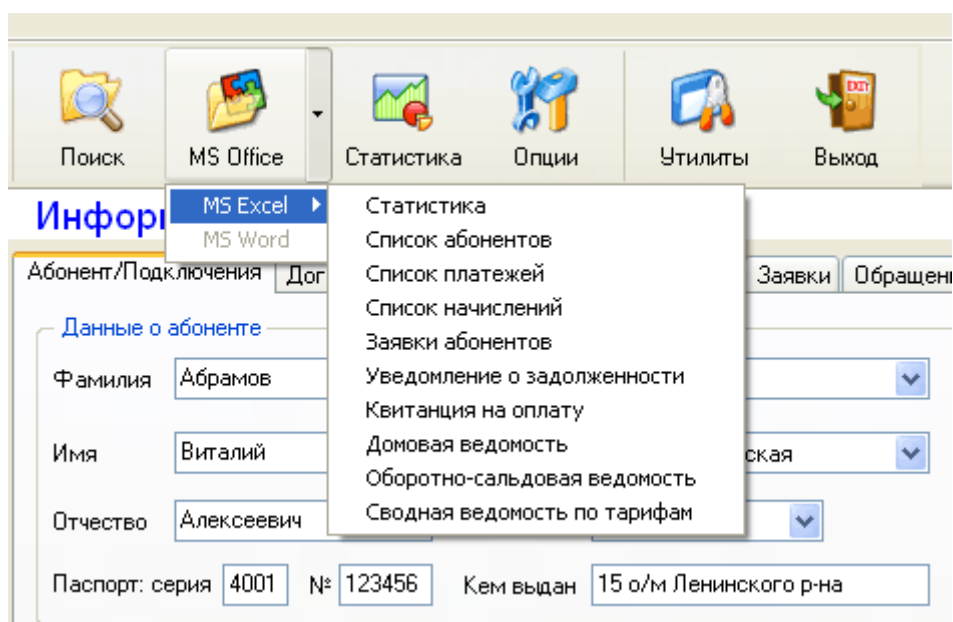 Поиск MS Office Статистика Опции Утилиты Выход
EXIT
MS Excel
MS Word
Статистика
Список абонентов
Список платежей
Список начислений
Заявки абонентов
Уведомление о задолженности
Квитанция на оплату
Домовая ведомость
Оборотно-сальдовая ведомость
Сводная ведомость по тарифам
Абонент/Подключения Заявки
Данные о абоненте
Фамилия Абрамов
Имя Виталий
Отчество Алексеевич
Паспорт: серия 4001 № 123456 Кем выдан 15 о/м Ленинского р-на